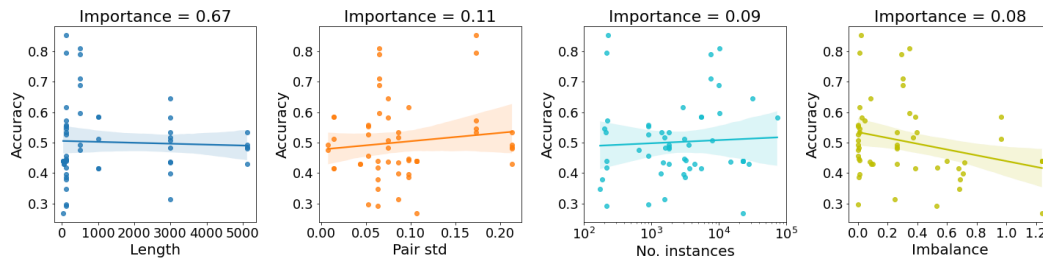 Importance = 0.67
Accuracy
0.8
0.7
0.6
0.5
0.4
0.3
0 1000 2000 3000 4000 5000
Length
Importance = 0.11
Accuracy
0.8
0.7
0.6
0.5
0.4
0.3
0.00 0.05 0.10 0.15 0.20
Pair std
Importance = 0.09
Accuracy
0.8
0.7
0.6
0.5
0.4
0.3
10² 10³ 10⁴ 10⁵
No. instances
Importance = 0.08
Accuracy
0.8
0.7
0.6
0.5
0.4
0.3
0.0 0.2 0.4 0.6 0.8 1.0 1.2
Imbalance